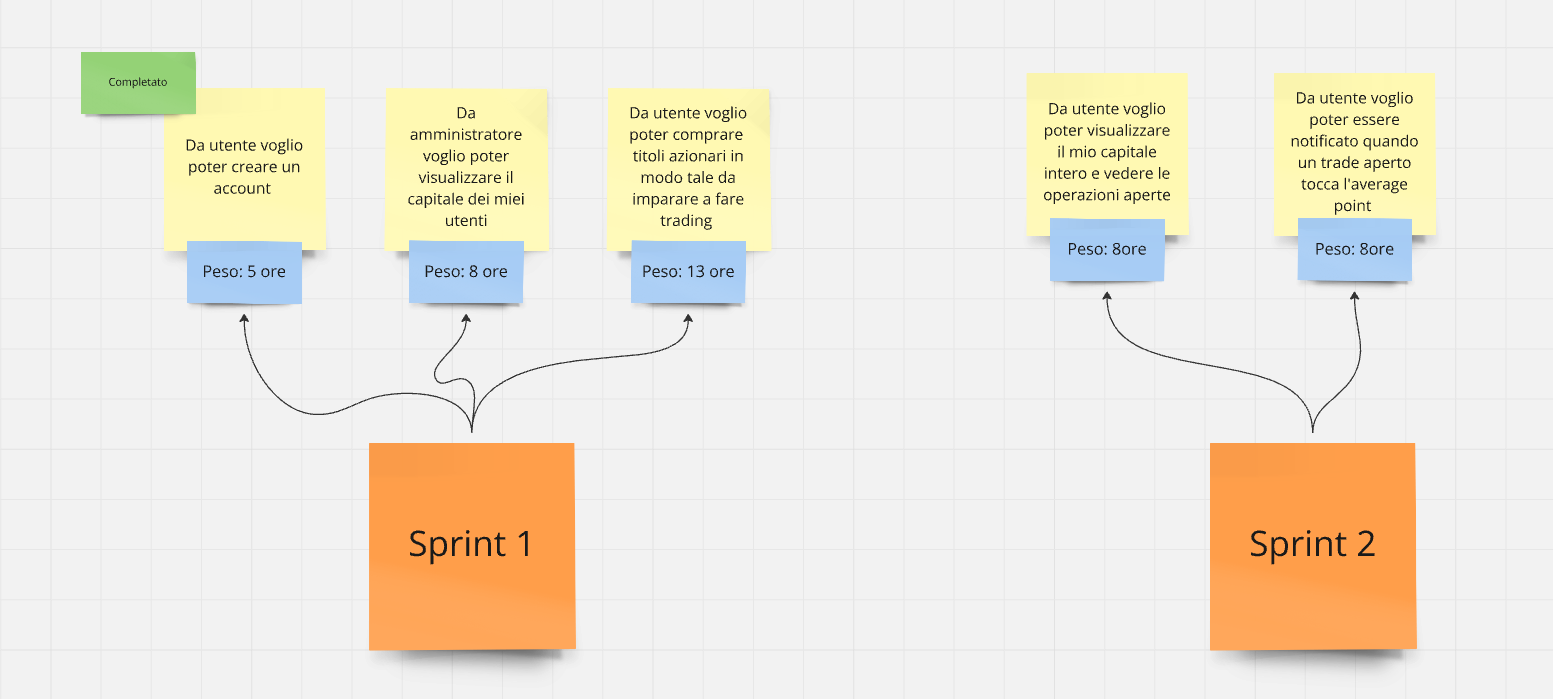 Completato
Da utente voglio
poter creare un
account
Peso: 5 ore
Da
amministratore
voglio poter
visualizzare il
capitale dei miei
utenti
Peso: 8 ore
Da utente voglio
poter comprare
titoli azionari in
modo tale da
imparare a fare
trading
Peso: 13 ore
Sprint 1
Da utente voglio
poter visualizzare
il mio capitale
intero e vedere le
operazioni aperte
Peso: 8ore
Da utente voglio
poter essere
notificato quando
un trade aperto
tocca l'average
point
Peso: 8ore
Sprint 2